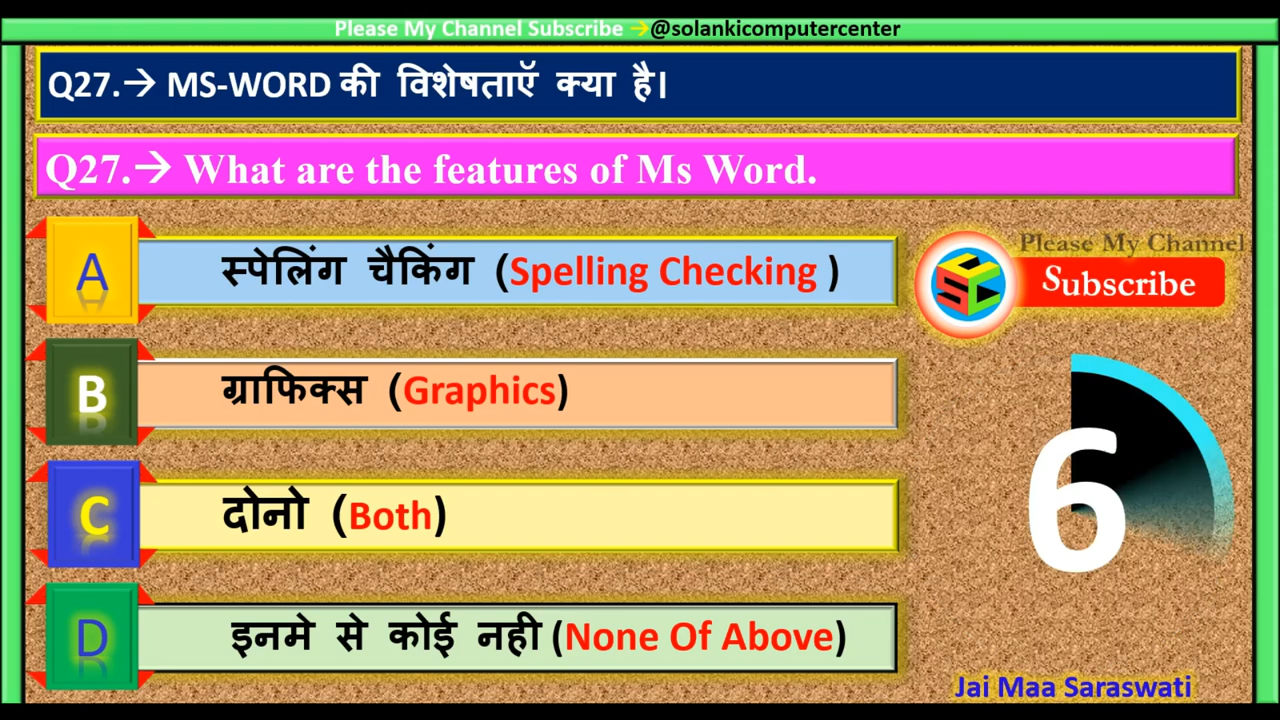 Please My Channel Subscribe →@solankicomputercenter
Q27.→ MS-WORD की विशेषताऍ क्या है।
Q27.→ What are the features of Ms Word.
A स्पेलिंग चैकिंग (Spelling Checking )
Please My Channel
Subscribe
SCC
B ग्राफिक्स (Graphics)
6
C दोनो (Both)
D इनमे से कोई नही (None Of Above)
Jai Maa Saraswati